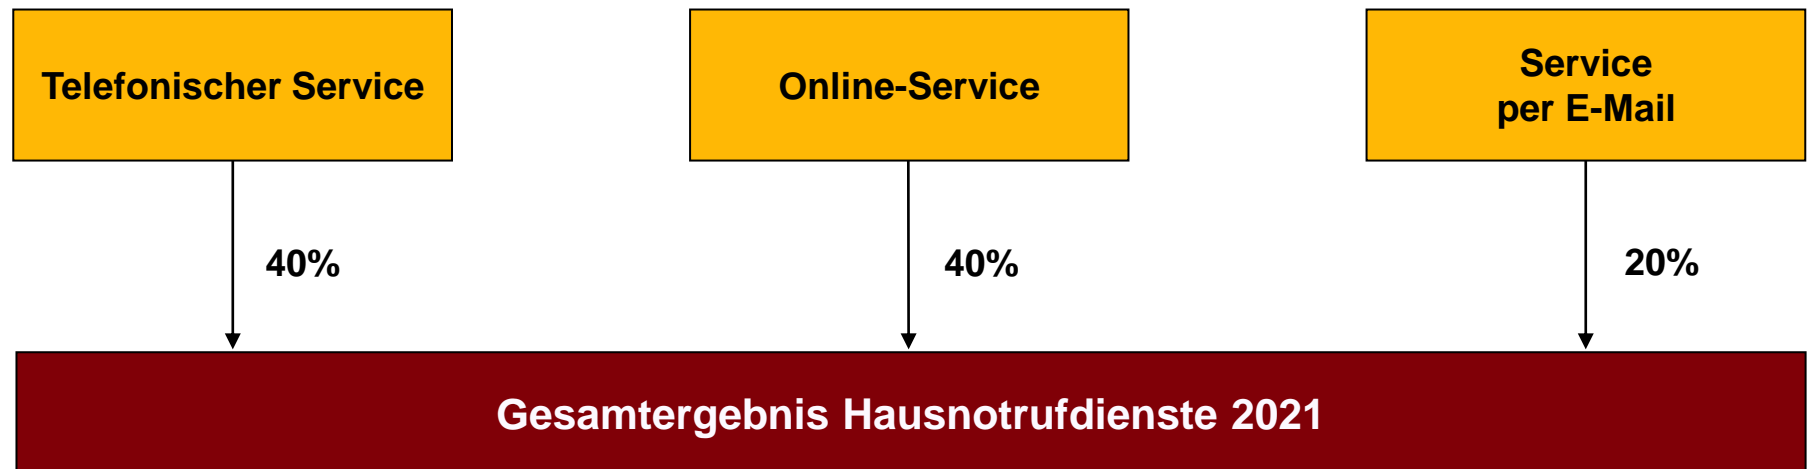 Telefonischer Service
Online-Service
Service
per E-Mail
40%
40%
20%
Gesamtergebnis Hausnotrufdienste 2021